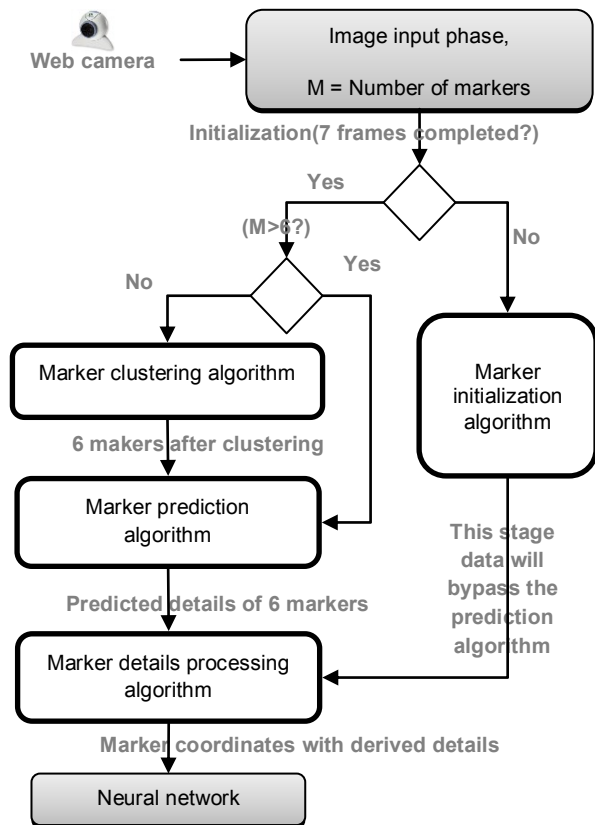 Web camera
Image input phase,
M = Number of markers
Initialization(7 frames completed?)
Yes
No
(M>6?)
No
Yes
Marker clustering algorithm
Marker
initialization
algorithm
6 makers after clustering
Marker prediction
algorithm
This stage
data will
bypass the
prediction
algorithm
Predicted details of 6 markers
Marker details processing
algorithm
Marker coordinates with derived details
Neural network